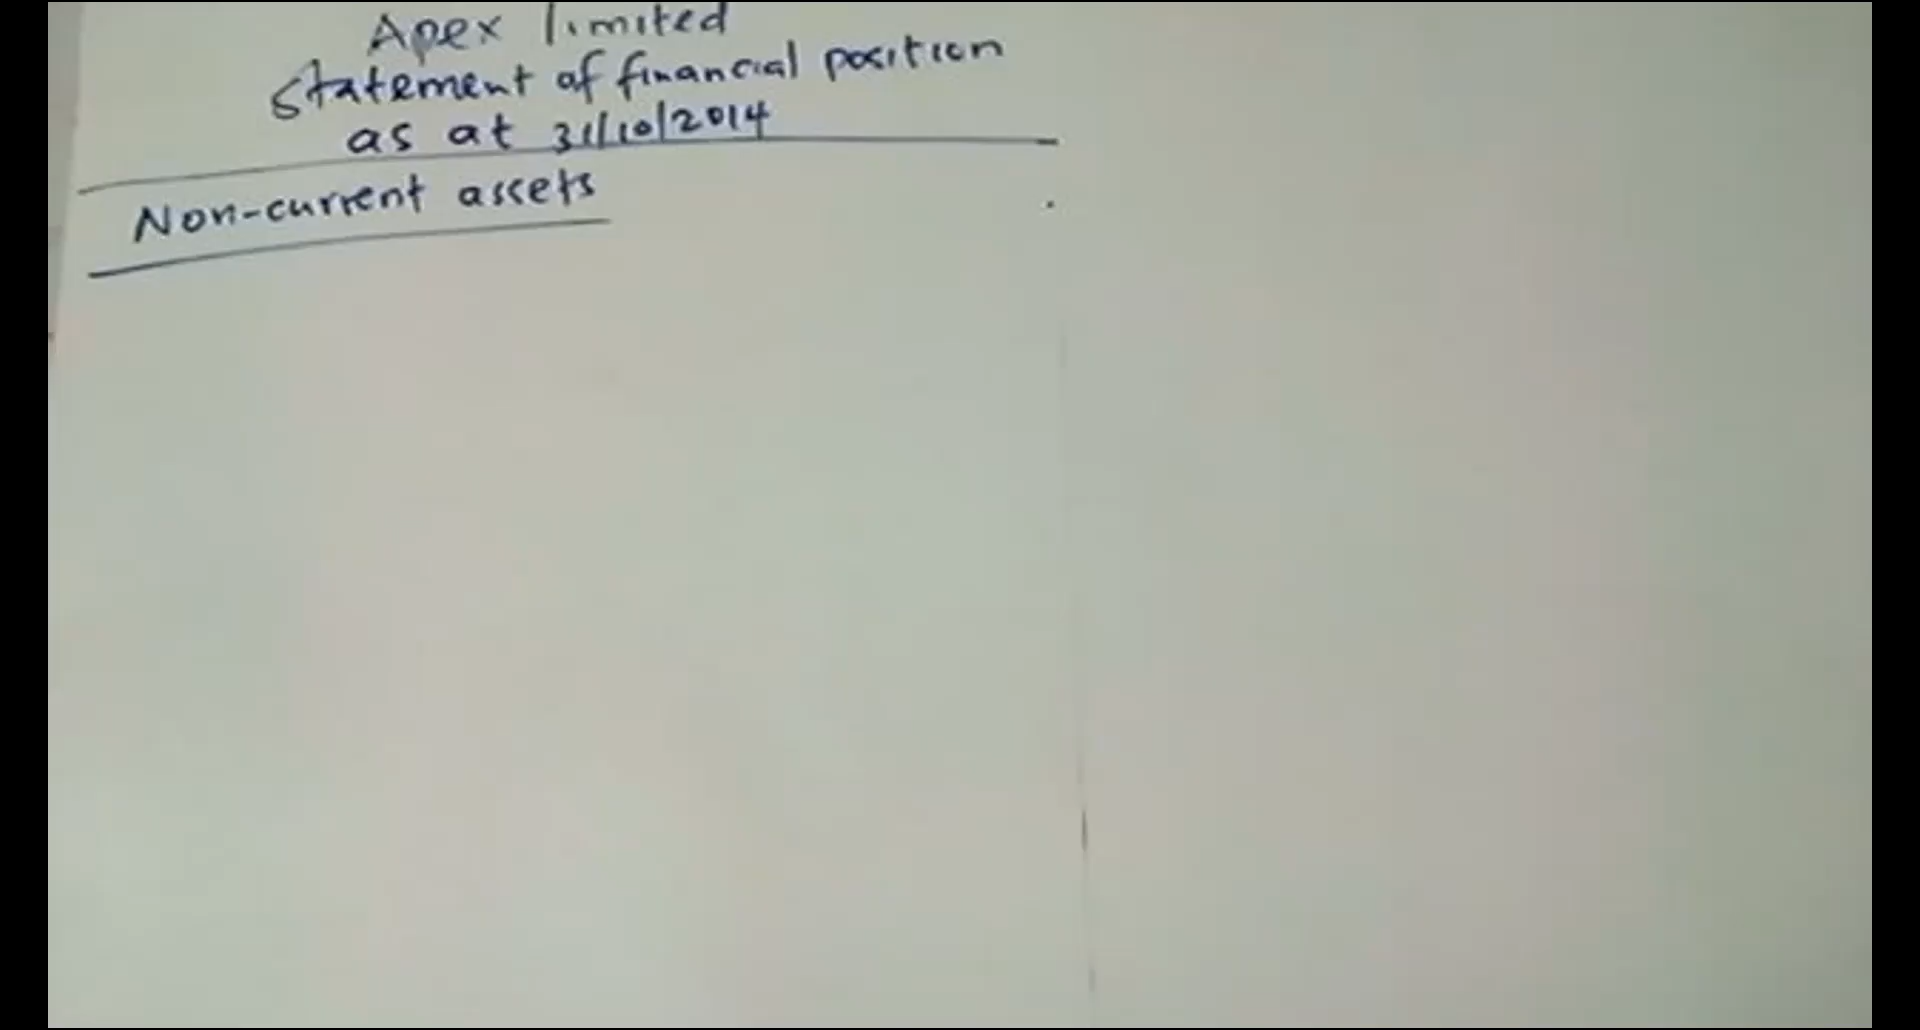 Apex limited
Statement of financial position
as at 31/10/2014
Non-current assets